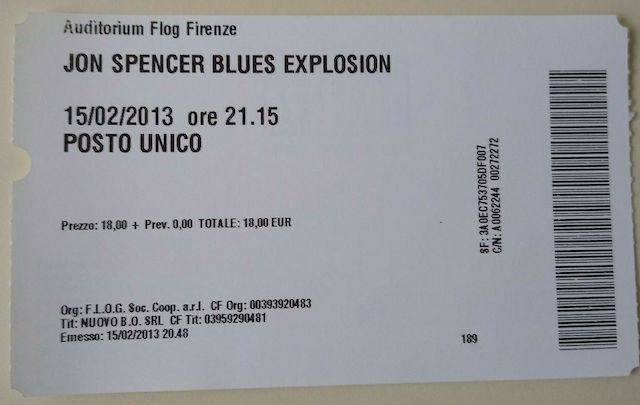 Auditorium Flog Firenze
JON SPENCER BLUES EXPLOSION
15/02/2013 ore 21.15
POSTO UNICO
Prezzo: 18,00 + Prev. 0,00 TOTALE: 18,00 EUR
SF: 3A0EC753705DF007
C/N: A0062244 00272272
Org: F.L.O.G. Soc. Coop. a.r.l. CF Org: 00393920483
Tit: NUOVO B.O. SRL CF Tit: 03959290481
Emesso: 15/02/2013 20.48
189